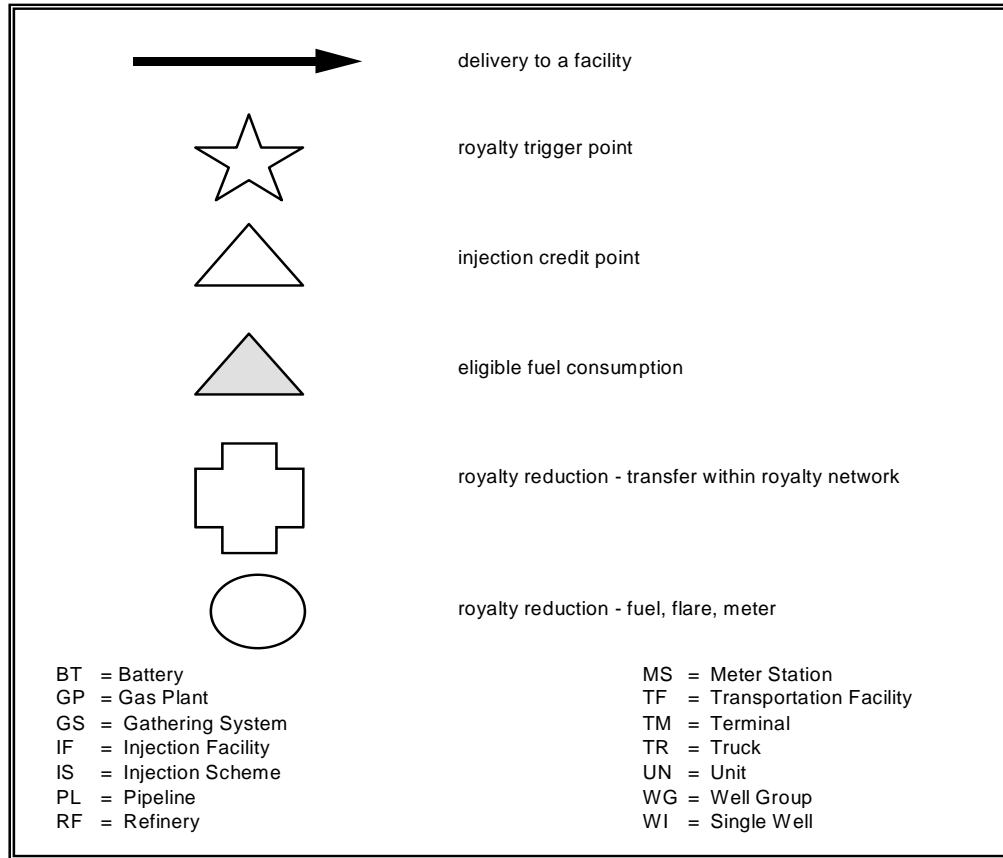 delivery to a facility
royalty trigger point
injection credit point
eligible fuel consumption
royalty reduction - transfer within royalty network
royalty reduction - fuel, flare, meter
BT = Battery
GP = Gas Plant
GS = Gathering System
IF = Injection Facility
IS = Injection Scheme
PL = Pipeline
RF = Refinery
MS = Meter Station
TF = Transportation Facility
TM = Terminal
TR = Truck
UN = Unit
WG = Well Group
WI = Single Well